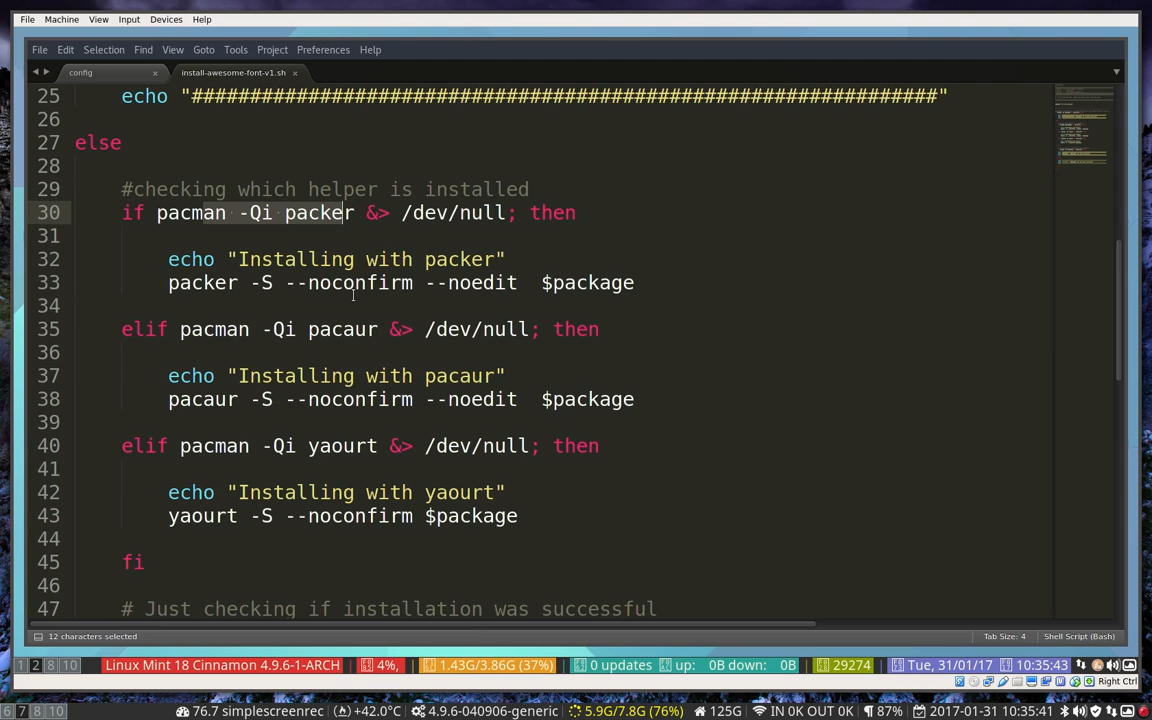 File Machine View Input Devices Help
File Edit Selection Find View Goto Tools Project Preferences Help
config × install-awesome-font-v1.sh ×
25 echo "################################################################"
26
27 else
28
29 #checking which helper is installed
30 if pacman -Qi packer &> /dev/null; then
31
32 echo "Installing with packer"
33 packer -S --noconfirm --noedit  $package
34
35 elif pacman -Qi pacaur &> /dev/null; then
36
37 echo "Installing with pacaur"
38 pacaur -S --noconfirm --noedit  $package
39
40 elif pacman -Qi yaourt &> /dev/null; then
41
42 echo "Installing with yaourt"
43 yaourt -S --noconfirm $package
44
45 fi
46
47 # Just checking if installation was successful
12 characters selected Tab Size: 4 Shell Script (Bash)
1 2 8 10 Linux Mint 18 Cinnamon 4.9.6-1-ARCH 4%, 1.43G/3.86G (37%) 0 updates up: 0B down: 0B 29274 Tue, 31/01/17 10:35:43
Right Ctrl
6 7 8 10 76.7 simplescreenrec +42.0°C 4.9.6-040906-generic 5.9G/7.8G (76%) 125G IN 0K OUT 0K 87% 2017-01-31 10:35:41